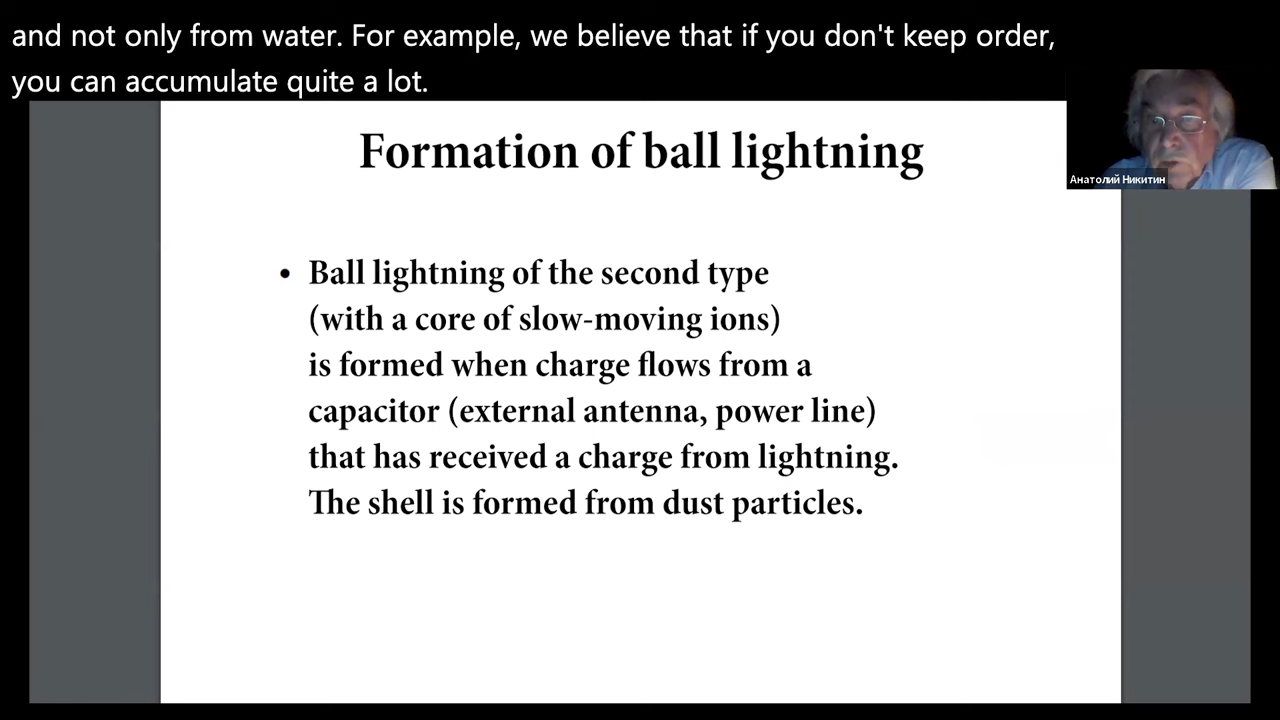 and not only from water. For example, we believe that if you don't keep order,
you can accumulate quite a lot.
Formation of ball lightning
Анатолий Никитин
• Ball lightning of the second type
(with a core of slow-moving ions)
is formed when charge flows from a
capacitor (external antenna, power line)
that has received a charge from lightning.
The shell is formed from dust particles.